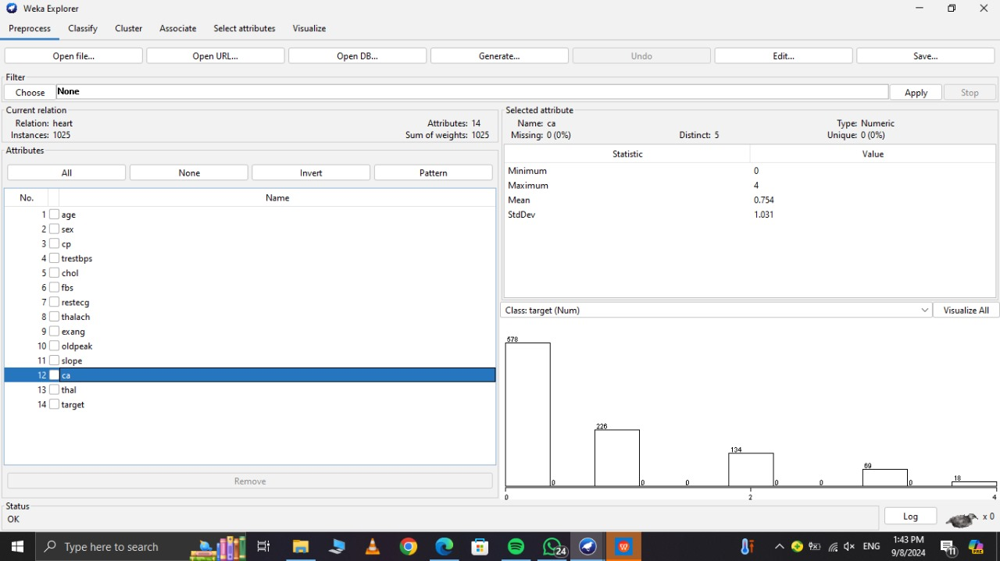 Weka Explorer
Preprocess Classify Cluster Associate Select attributes Visualize
Open file... Open URL... Open DB... Generate... Undo Edit... Save...
Filter
Choose None Apply Stop
Current relation
Relation: heart Attributes: 14
Instances: 1025 Sum of weights: 1025
Attributes
All None Invert Pattern
No. Name
1 age
2 sex
3 cp
4 trestbps
5 chol
6 fbs
7 restecg
8 thalach
9 exang
10 oldpeak
11 slope
12 ca
13 thal
14 target
Remove
Selected attribute
Name: ca Type: Numeric
Missing: 0 (0%) Distinct: 5 Unique: 0 (0%)
Statistic Value
Minimum 0
Maximum 4
Mean 0.754
StdDev 1.031
Class: target (Num) Visualize All
578
226
134
69
18
0 0 0 0 0 0
0 2 4
Status
OK
Log x 0
Type here to search
24
W
ENG
1:43 PM
9/8/2024
11
PRE